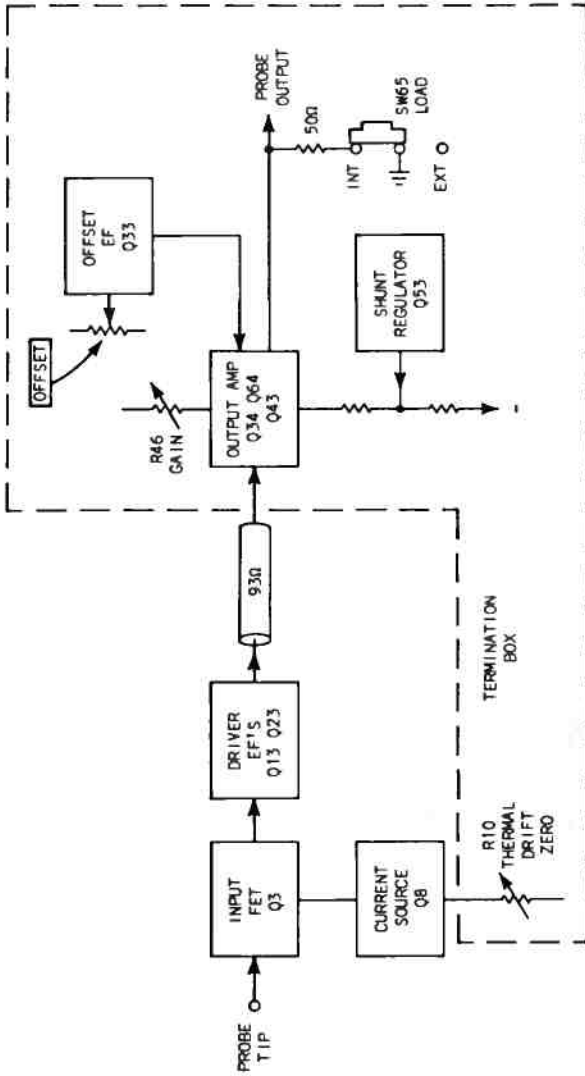 PROBE
TIP
INPUT
FET
Q3
CURRENT
SOURCE
Q8
R10
THERMAL
DRIFT
ZERO
DRIVER
EF'S
Q13 Q23
93Ω
TERMINATION
BOX
R46
GAIN
OUTPUT AMP
Q34 Q64
Q43
OFFSET
OFFSET
EF
Q33
SHUNT
REGULATOR
Q53
-
PROBE
OUTPUT
50Ω
INT
SW65
LOAD
EXT